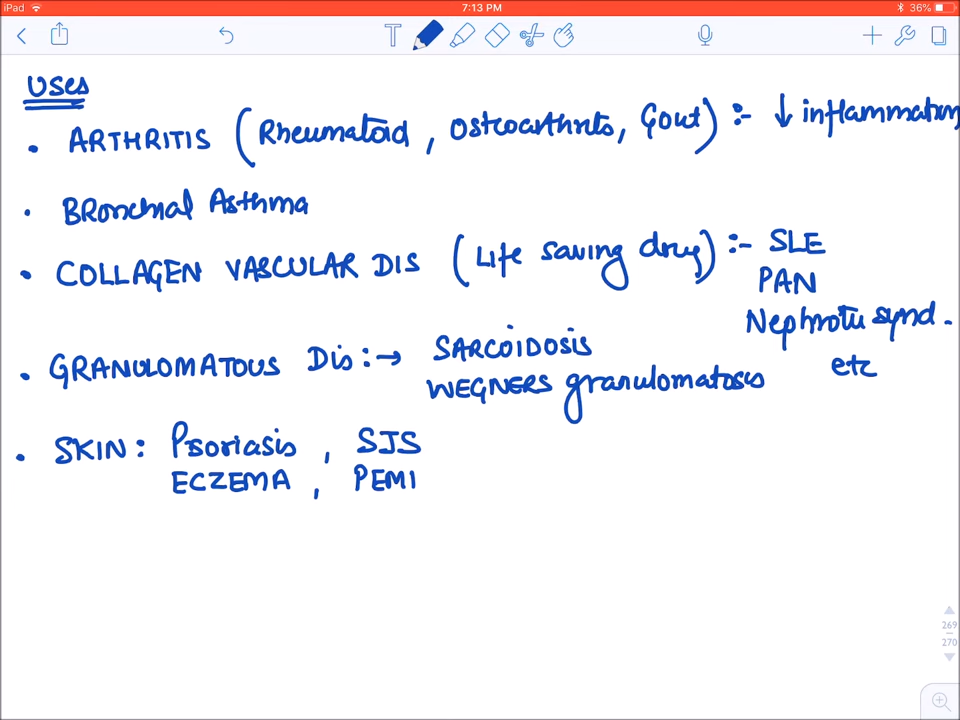 iPad 7:13 PM 36%
T
Uses
• ARTHRITIS (Rheumatoid, Osteoarthrits, Gout) :- ↓ inflammation
• BRonchial Asthma
• COLLAGEN VASCULAR DIS (Life saving drug) :- SLE
PAN
Nephrotic synd.
etc
• GRANULOMATOUS Dis :→ SARCOIDOSIS
WEGNERS granulomatosis
• SKIN : Psoriasis , SJS
ECZEMA , PEMI
269
270